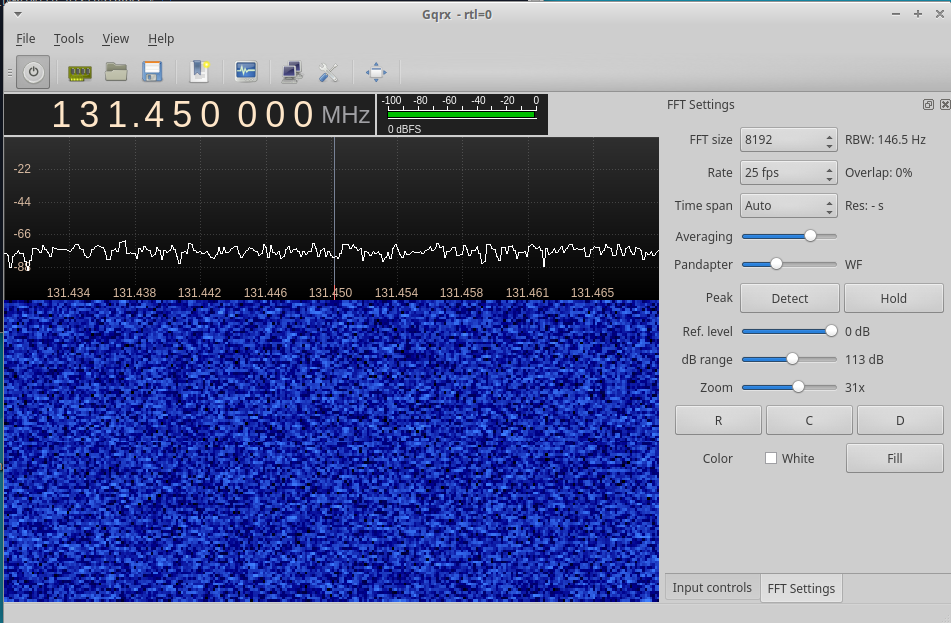 Gqrx - rtl=0
File Tools View Help
131.450 000 MHz
-100 -80 -60 -40 -20 0
0 dBFS
-22
-44
-66
-88
131.434 131.438 131.442 131.446 131.450 131.454 131.458 131.461 131.465
FFT Settings
FFT size 8192 RBW: 146.5 Hz
Rate 25 fps Overlap: 0%
Time span Auto Res: - s
Averaging
Pandapter WF
Peak Detect Hold
Ref. level 0 dB
dB range 113 dB
Zoom 31x
R C D
Color White Fill
Input controls FFT Settings